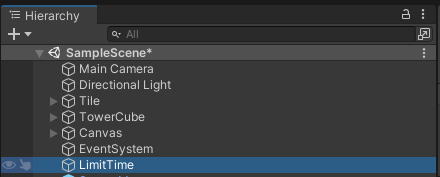 Hierarchy
All
SampleScene*
Main Camera
Directional Light
Tile
TowerCube
Canvas
EventSystem
LimitTime